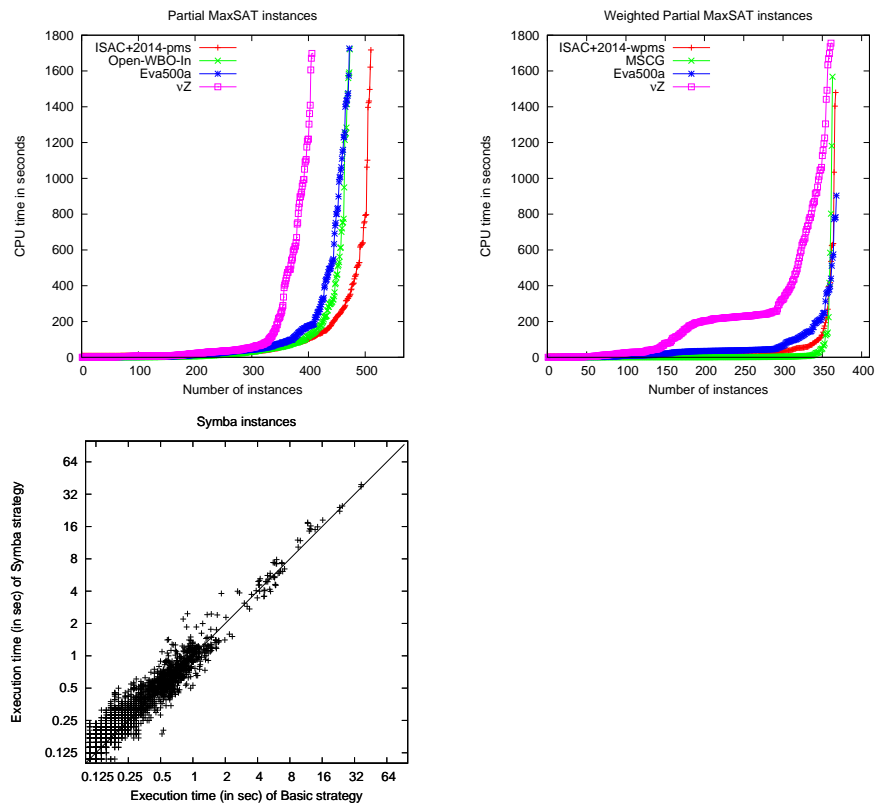 Partial MaxSAT instances
1800
1600
1400
1200
1000
800
600
400
200
0
CPU time in seconds
ISAC+2014-pms
Open-WBO-In
Eva500a
νZ
0 100 200 300 400 500
Number of instances
Weighted Partial MaxSAT instances
1800
1600
1400
1200
1000
800
600
400
200
0
CPU time in seconds
ISAC+2014-wpms
MSCG
Eva500a
νZ
0 50 100 150 200 250 300 350 400
Number of instances
Symba instances
64
32
16
8
4
2
1
0.5
0.25
0.125
Execution time (in sec) of Symba strategy
0.125 0.25 0.5 1 2 4 8 16 32 64
Execution time (in sec) of Basic strategy